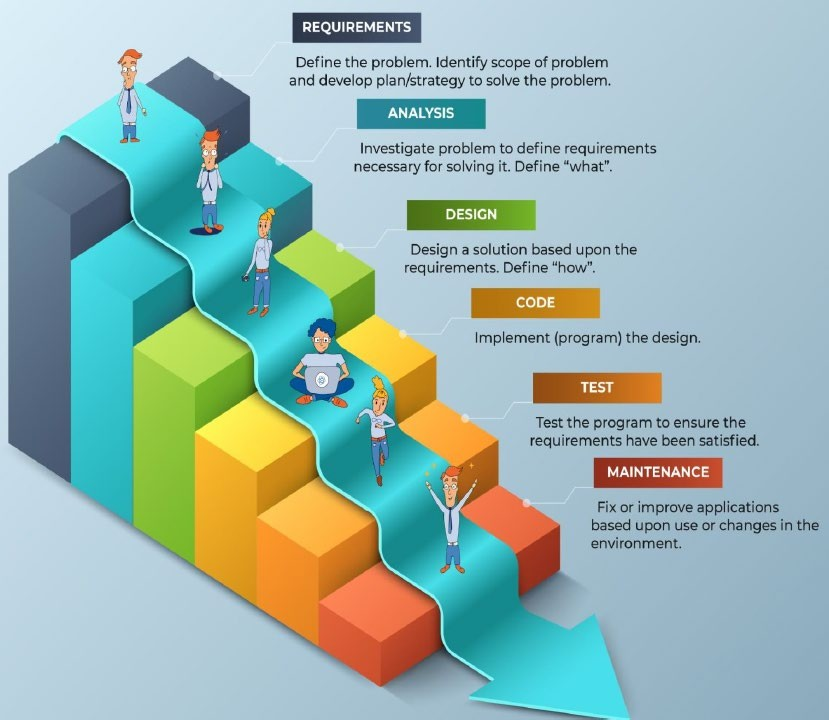 REQUIREMENTS
Define the problem. Identify scope of problem
and develop plan/strategy to solve the problem.
ANALYSIS
Investigate problem to define requirements
necessary for solving it. Define “what”.
DESIGN
Design a solution based upon the
requirements. Define “how”.
CODE
Implement (program) the design.
TEST
Test the program to ensure the
requirements have been satisfied.
MAINTENANCE
Fix or improve applications
based upon use or changes in the
environment.